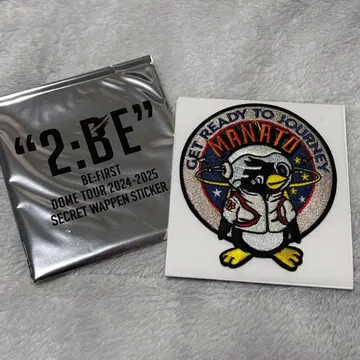 “2:BE”
BE:FIRST
DOME TOUR 2024-2025
SECRET WAPPEN STICKER
GET READY TO JOURNEY
MANATO